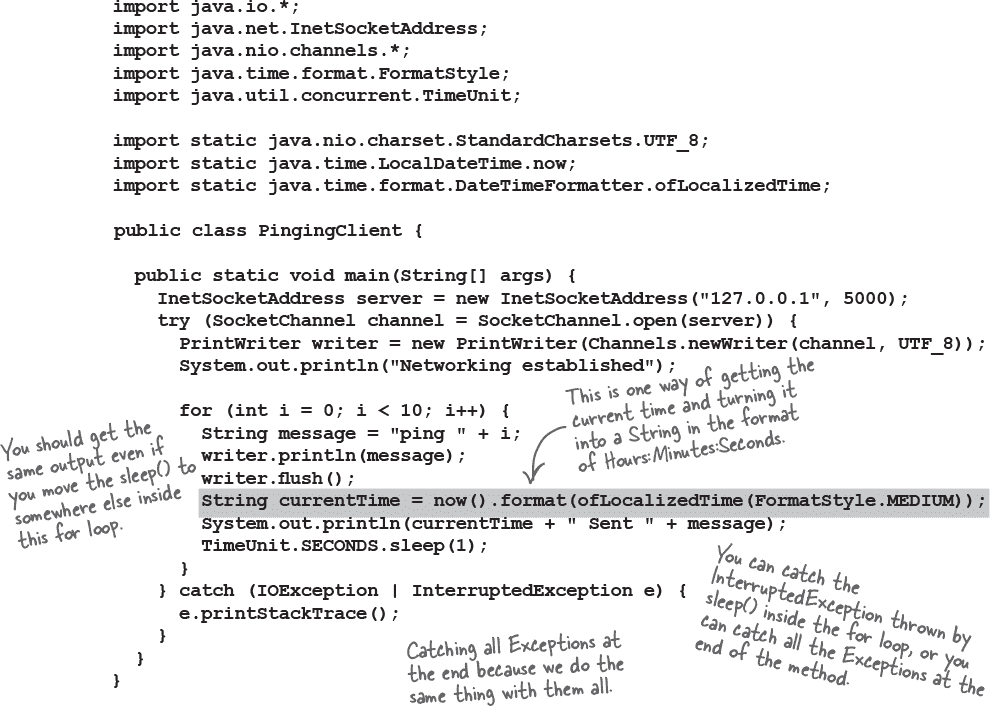 import java.io.*;
import java.net.InetSocketAddress;
import java.nio.channels.*;
import java.time.format.FormatStyle;
import java.util.concurrent.TimeUnit;

import static java.nio.charset.StandardCharsets.UTF_8;
import static java.time.LocalDateTime.now;
import static java.time.format.DateTimeFormatter.ofLocalizedTime;

public class PingingClient {

  public static void main(String[] args) {
    InetSocketAddress server = new InetSocketAddress("127.0.0.1", 5000);
    try (SocketChannel channel = SocketChannel.open(server)) {
      PrintWriter writer = new PrintWriter(Channels.newWriter(channel, UTF_8));
      System.out.println("Networking established");

      for (int i = 0; i < 10; i++) {
        String message = "ping " + i;
        writer.println(message);
        writer.flush();
        String currentTime = now().format(ofLocalizedTime(FormatStyle.MEDIUM));
        System.out.println(currentTime + " Sent " + message);
        TimeUnit.SECONDS.sleep(1);
      }
    } catch (IOException | InterruptedException e) {
      e.printStackTrace();
    }
  }
}

This is one way of getting the
current time and turning it
into a String in the format
of Hours:Minutes:Seconds.

You should get the
same output even if
you move the sleep() to
somewhere else inside
this for loop.

You can catch the
InterruptedException thrown by
sleep() inside the for loop, or you
can catch all the Exceptions at the
end of the method.

Catching all Exceptions at
the end because we do the
same thing with them all.